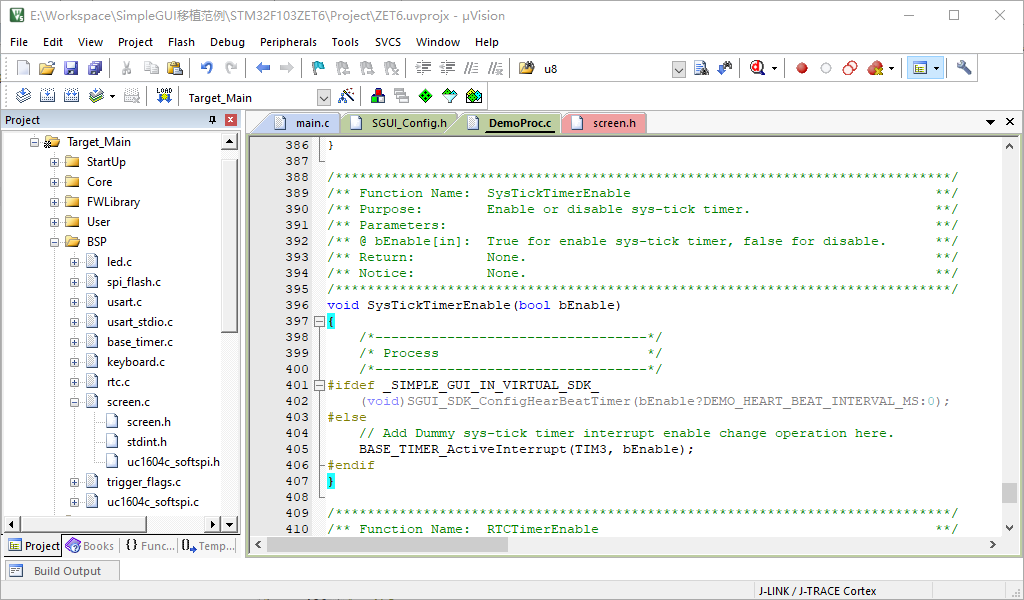 E:\Workspace\SimpleGUI移植范例\STM32F103ZET6\Project\ZET6.uvprojx - µVision
File Edit View Project Flash Debug Peripherals Tools SVCS Window Help
u8
LOAD Target_Main
Project
main.c SGUI_Config.h DemoProc.c screen.h
Target_Main
StartUp
Core
FWLibrary
User
BSP
led.c
spi_flash.c
usart.c
usart_stdio.c
base_timer.c
keyboard.c
rtc.c
screen.c
screen.h
stdint.h
uc1604c_softspi.h
trigger_flags.c
uc1604c_softspi.c
386 }
387
388 /*****************************************************************************/
389 /** Function Name: SysTickTimerEnable **/
390 /** Purpose: Enable or disable sys-tick timer. **/
391 /** Parameters: **/
392 /** @ bEnable[in]: True for enable sys-tick timer, false for disable. **/
393 /** Return: None. **/
394 /** Notice: None. **/
395 /*****************************************************************************/
396 void SysTickTimerEnable(bool bEnable)
397 {
398 /*----------------------------------*/
399 /* Process */
400 /*----------------------------------*/
401 #ifdef _SIMPLE_GUI_IN_VIRTUAL_SDK_
402 (void)SGUI_SDK_ConfigHearBeatTimer(bEnable?DEMO_HEART_BEAT_INTERVAL_MS:0);
403 #else
404 // Add Dummy sys-tick timer interrupt enable change operation here.
405 BASE_TIMER_ActiveInterrupt(TIM3, bEnable);
406 #endif
407 }
408
409 /*****************************************************************************/
410 /** Function Name: RTCTimerEnable **/
Project Books {} Func... Temp...
Build Output
J-LINK / J-TRACE Cortex